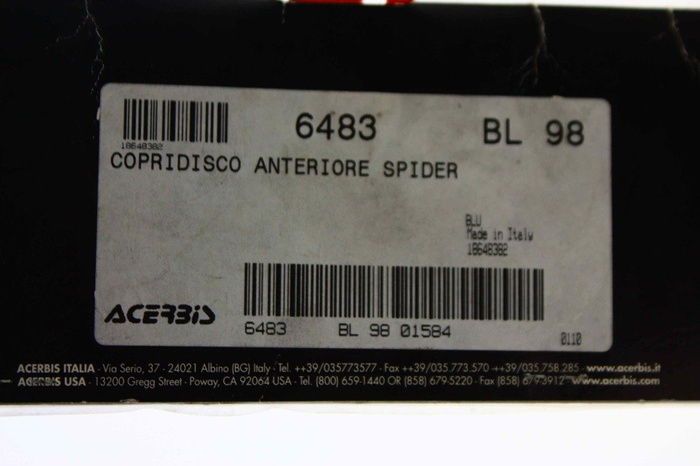 6483 BL 98
10648382
COPRIDISCO ANTERIORE SPIDER
BLU
Made in Italy
10648382
ACERBIS
6483 BL 98 01584
0110
ACERBIS ITALIA - Via Serio, 37 - 24021 Albino (BG) Italy - Tel. ++39/035773577 - Fax ++39/035.773.570 -++39/035.758.285 - www.acerbis.it
ACERBIS USA - 13200 Gregg Street - Poway, CA 92064 USA - Tel. (800) 659-1440 OR (858) 679-5220 - Fax (858) 679-3912 - www.acerbis.com